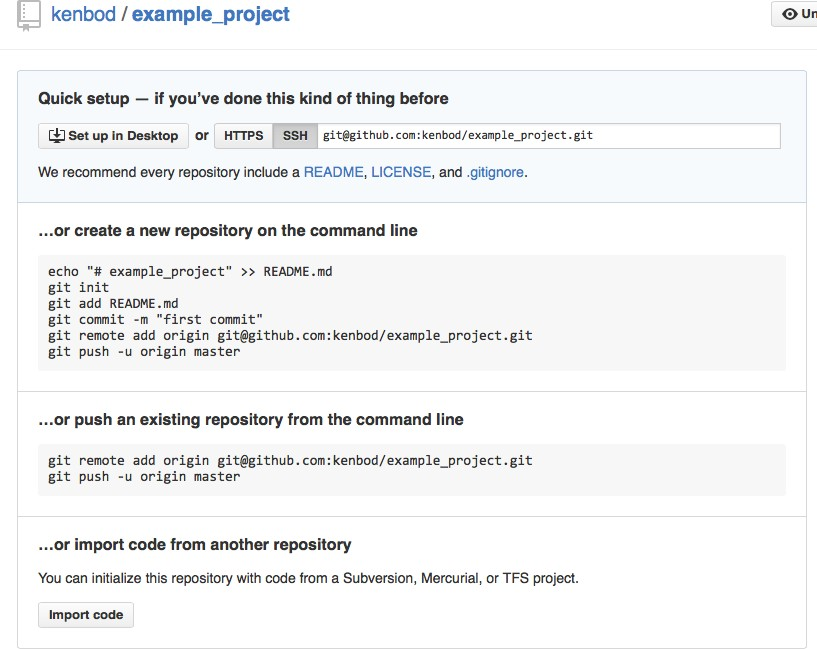 kenbod / example_project
Un
Quick setup — if you’ve done this kind of thing before
Set up in Desktop or HTTPS SSH git@github.com:kenbod/example_project.git
We recommend every repository include a README, LICENSE, and .gitignore.
…or create a new repository on the command line
echo "# example_project" >> README.md
git init
git add README.md
git commit -m "first commit"
git remote add origin git@github.com:kenbod/example_project.git
git push -u origin master
…or push an existing repository from the command line
git remote add origin git@github.com:kenbod/example_project.git
git push -u origin master
…or import code from another repository
You can initialize this repository with code from a Subversion, Mercurial, or TFS project.
Import code